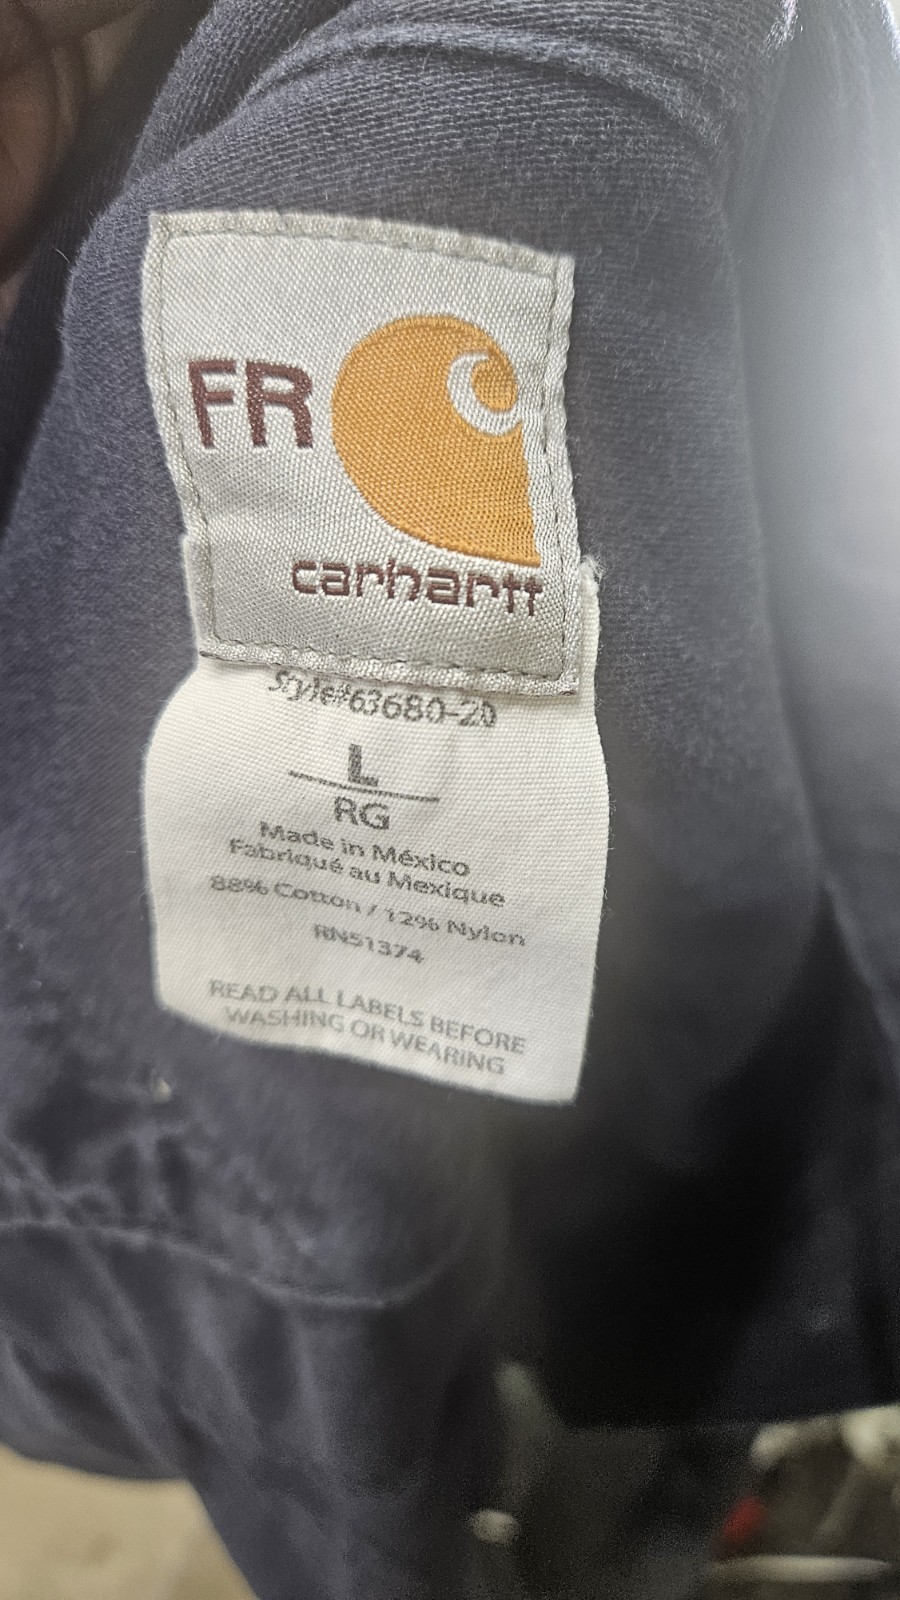 FR
carhartt
Style#63680-20
L
RG
Made in México
Fabriqué au Mexique
88% Cotton / 12% Nylon
RN51374
READ ALL LABELS BEFORE
WASHING OR WEARING